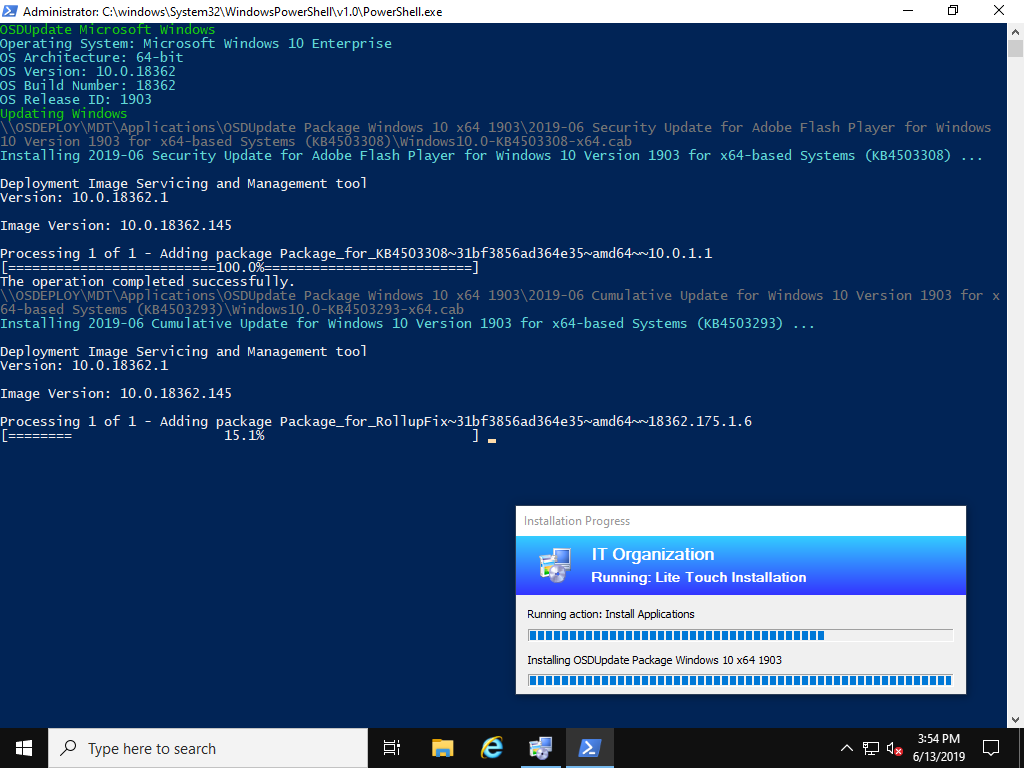 Administrator: C:\windows\System32\WindowsPowerShell\v1.0\PowerShell.exe
OSDUpdate Microsoft Windows
Operating System: Microsoft Windows 10 Enterprise
OS Architecture: 64-bit
OS Version: 10.0.18362
OS Build Number: 18362
OS Release ID: 1903
Updating Windows
\\OSDEPLOY\MDT\Applications\OSDUpdate Package Windows 10 x64 1903\2019-06 Security Update for Adobe Flash Player for Windows
10 Version 1903 for x64-based Systems (KB4503308)\Windows10.0-KB4503308-x64.cab
Installing 2019-06 Security Update for Adobe Flash Player for Windows 10 Version 1903 for x64-based Systems (KB4503308) ...
Deployment Image Servicing and Management tool
Version: 10.0.18362.1
Image Version: 10.0.18362.145
Processing 1 of 1 - Adding package Package_for_KB4503308~31bf3856ad364e35~amd64~~10.0.1.1
[==========================100.0%==========================]
The operation completed successfully.
\\OSDEPLOY\MDT\Applications\OSDUpdate Package Windows 10 x64 1903\2019-06 Cumulative Update for Windows 10 Version 1903 for x
64-based Systems (KB4503293)\Windows10.0-KB4503293-x64.cab
Installing 2019-06 Cumulative Update for Windows 10 Version 1903 for x64-based Systems (KB4503293) ...
Deployment Image Servicing and Management tool
Version: 10.0.18362.1
Image Version: 10.0.18362.145
Processing 1 of 1 - Adding package Package_for_RollupFix~31bf3856ad364e35~amd64~~18362.175.1.6
[========                   15.1%                          ]
Installation Progress
IT Organization
Running: Lite Touch Installation
Running action: Install Applications
Installing OSDUpdate Package Windows 10 x64 1903
Type here to search
3:54 PM
6/13/2019